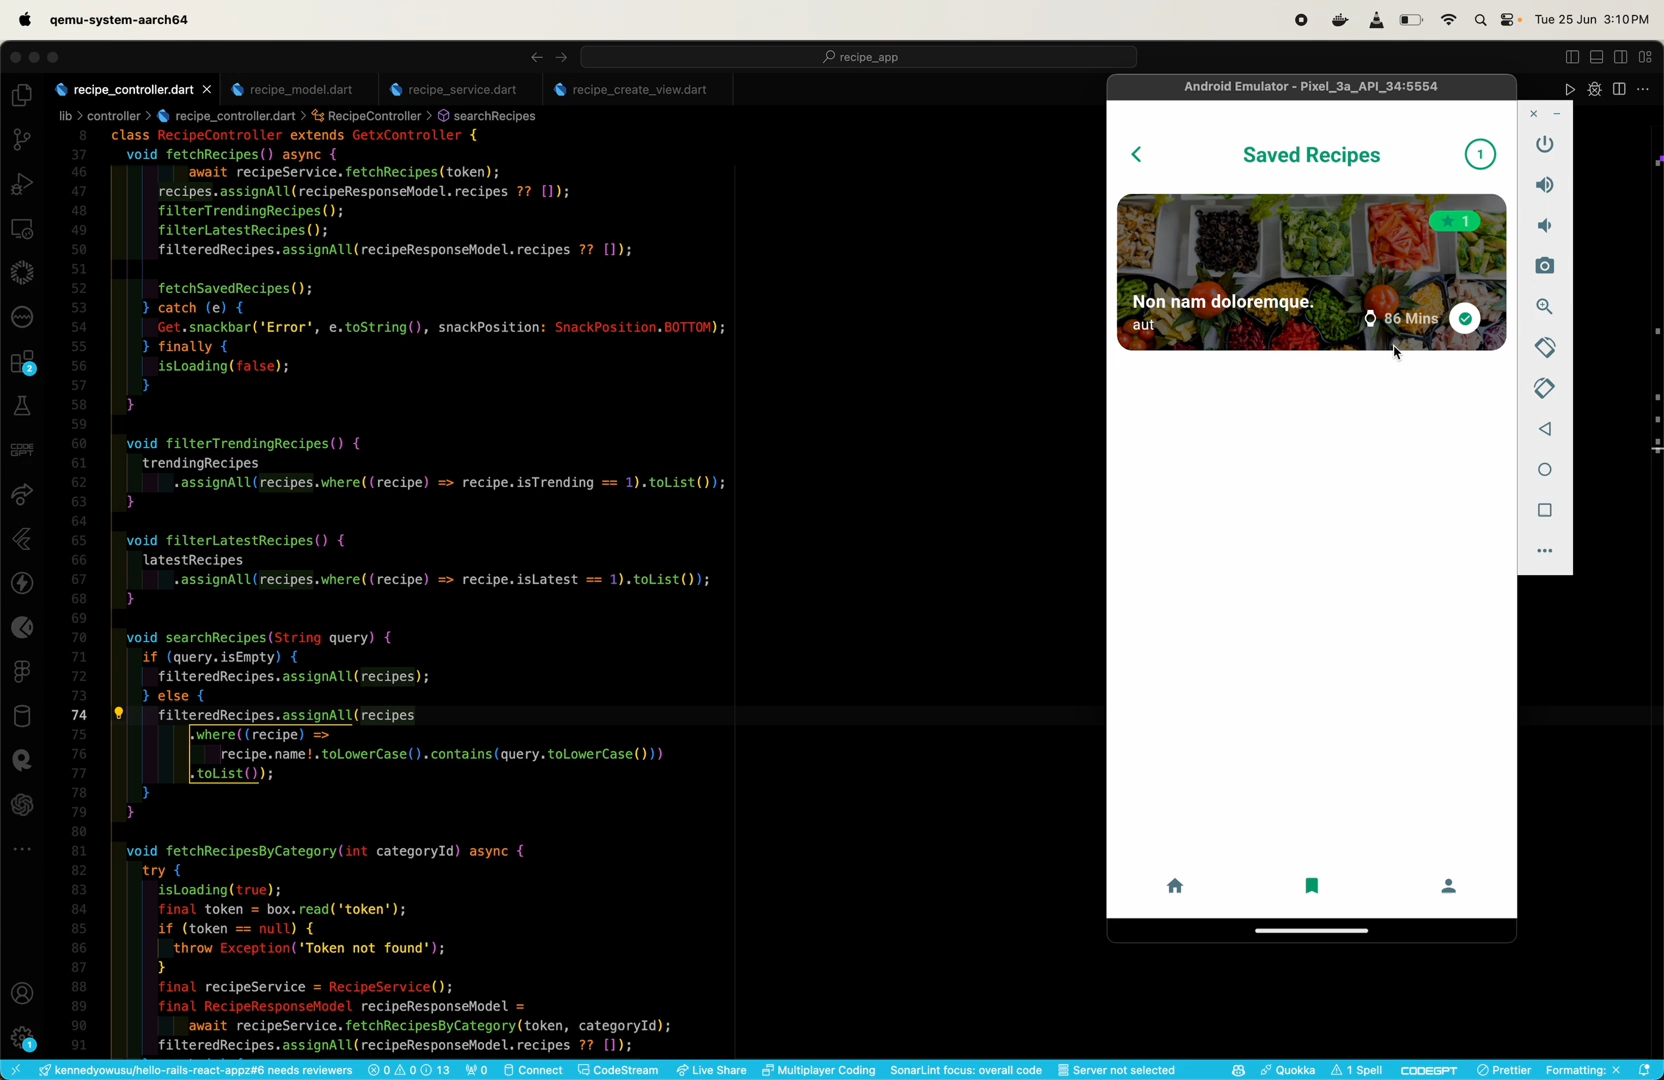 qemu-system-aarch64
Tue 25 Jun 3:10 PM
recipe_app
recipe_controller.dart
recipe_model.dart
recipe_service.dart
recipe_create_view.dart
lib > controller > recipe_controller.dart > RecipeController > searchRecipes
8 class RecipeController extends GetxController {
37 void fetchRecipes() async {
46 await recipeService.fetchRecipes(token);
47 recipes.assignAll(recipeResponseModel.recipes ?? []);
48 filterTrendingRecipes();
49 filterLatestRecipes();
50 filteredRecipes.assignAll(recipeResponseModel.recipes ?? []);
51
52 fetchSavedRecipes();
53 } catch (e) {
54 Get.snackbar('Error', e.toString(), snackPosition: SnackPosition.BOTTOM);
55 } finally {
56 isLoading(false);
57 }
58 }
59
60 void filterTrendingRecipes() {
61 trendingRecipes
62 .assignAll(recipes.where((recipe) => recipe.isTrending == 1).toList());
63 }
64
65 void filterLatestRecipes() {
66 latestRecipes
67 .assignAll(recipes.where((recipe) => recipe.isLatest == 1).toList());
68 }
69
70 void searchRecipes(String query) {
71 if (query.isEmpty) {
72 filteredRecipes.assignAll(recipes);
73 } else {
74 filteredRecipes.assignAll(recipes
75 .where((recipe) =>
76 recipe.name!.toLowerCase().contains(query.toLowerCase()))
77 .toList());
78 }
79 }
80
81 void fetchRecipesByCategory(int categoryId) async {
82 try {
83 isLoading(true);
84 final token = box.read('token');
85 if (token == null) {
86 throw Exception('Token not found');
87 }
88 final recipeService = RecipeService();
89 final RecipeResponseModel recipeResponseModel =
90 await recipeService.fetchRecipesByCategory(token, categoryId);
91 filteredRecipes.assignAll(recipeResponseModel.recipes ?? []);
Android Emulator - Pixel_3a_API_34:5554
Saved Recipes
1
1
Non nam doloremque.
aut
86 Mins
2
CODE
GPT
1
kennedyowusu/hello-rails-react-appz#6 needs reviewers
0 0 13
0
Connect
CodeStream
Live Share
Multiplayer Coding
SonarLint focus: overall code
Server not selected
Quokka
1 Spell
CODEGPT
Prettier
Formatting: ×